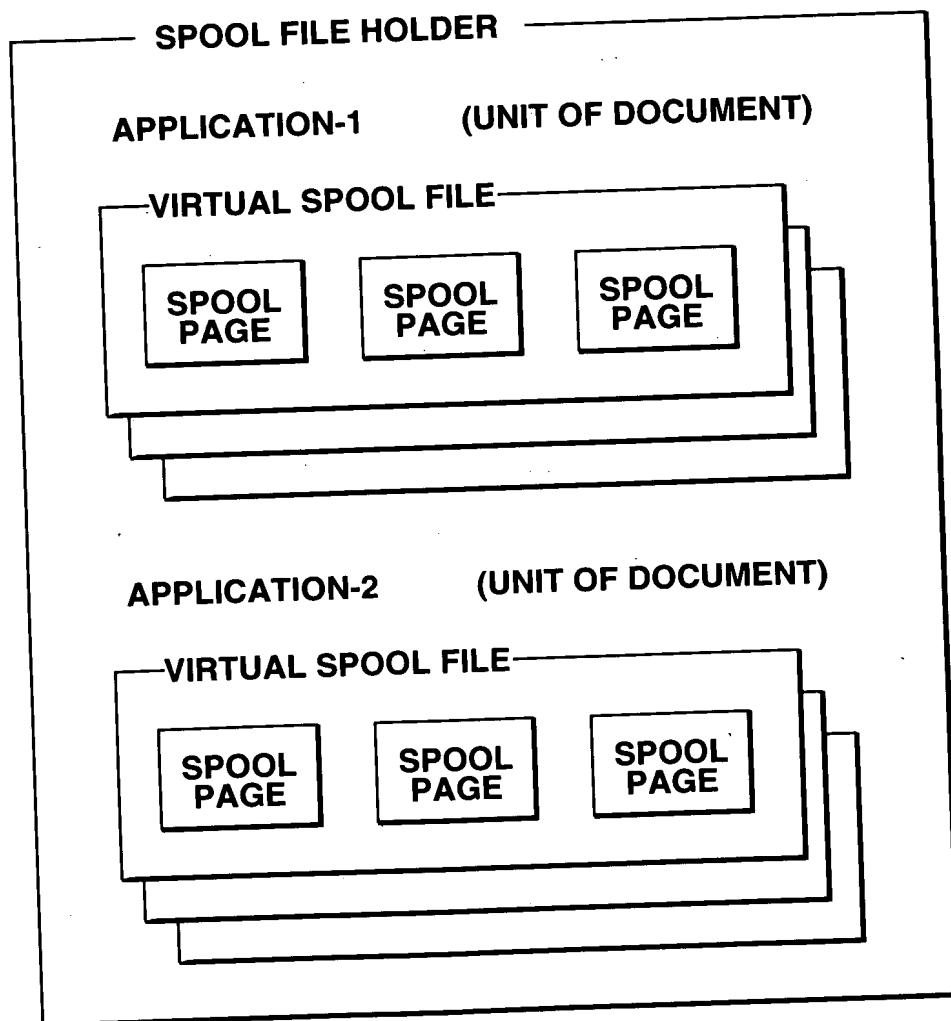 SPOOL FILE HOLDER
APPLICATION-1 (UNIT OF DOCUMENT)
VIRTUAL SPOOL FILE
SPOOL PAGE
SPOOL PAGE
SPOOL PAGE
APPLICATION-2 (UNIT OF DOCUMENT)
VIRTUAL SPOOL FILE
SPOOL PAGE
SPOOL PAGE
SPOOL PAGE